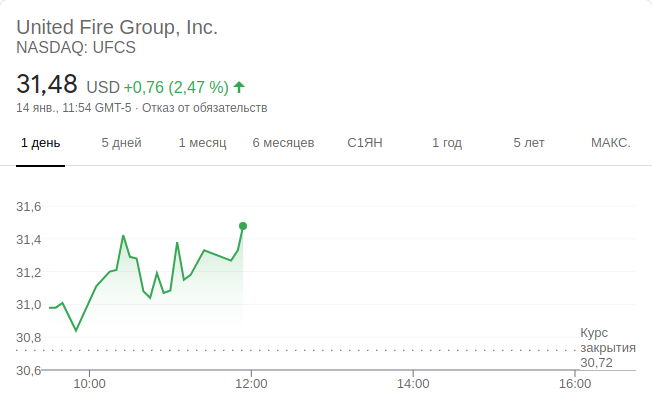 United Fire Group, Inc.
NASDAQ: UFCS
31,48 USD +0,76 (2,47 %)
14 янв., 11:54 GMT-5 · Отказ от обязательств
1 день 5 дней 1 месяц 6 месяцев С1ЯН 1 год 5 лет МАКС.
31,6
31,4
31,2
31,0
30,8
Курс
закрытия
30,72
30,6
10:00 12:00 14:00 16:00